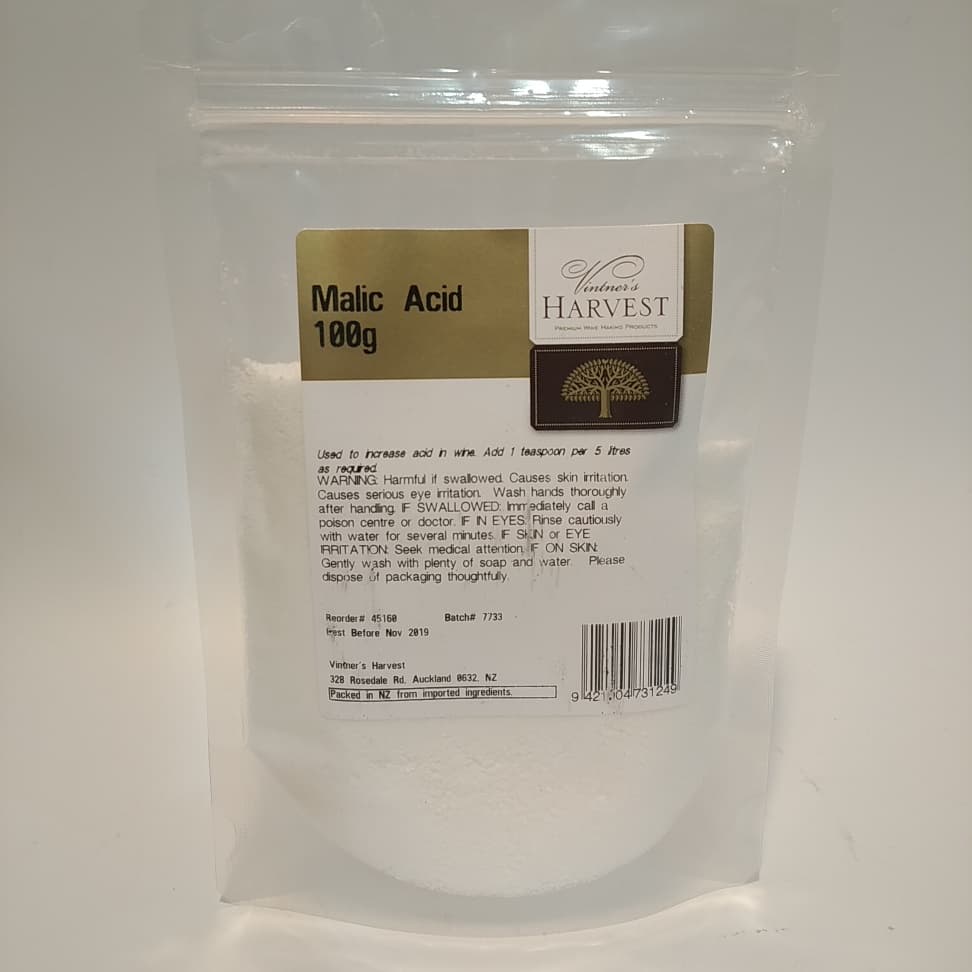 Malic Acid
100g
Vintner's
HARVEST
PREMIUM WINE MAKING PRODUCTS
Used to increase acid in wine. Add 1 teaspoon per 5 litres
as required.
WARNING: Harmful if swallowed. Causes skin irritation.
Causes serious eye irritation. Wash hands thoroughly
after handling. IF SWALLOWED: Immediately call a
poison centre or doctor. IF IN EYES: Rinse cautiously
with water for several minutes. IF SKIN or EYE
IRRITATION: Seek medical attention. IF ON SKIN:
Gently wash with plenty of soap and water. Please
dispose of packaging thoughtfully.
Reorder# 45160 Batch# 7733
Best Before Nov 2019
Vintner's Harvest
328 Rosedale Rd, Auckland 0632, NZ
Packed in NZ from imported ingredients.
9 421004 731249